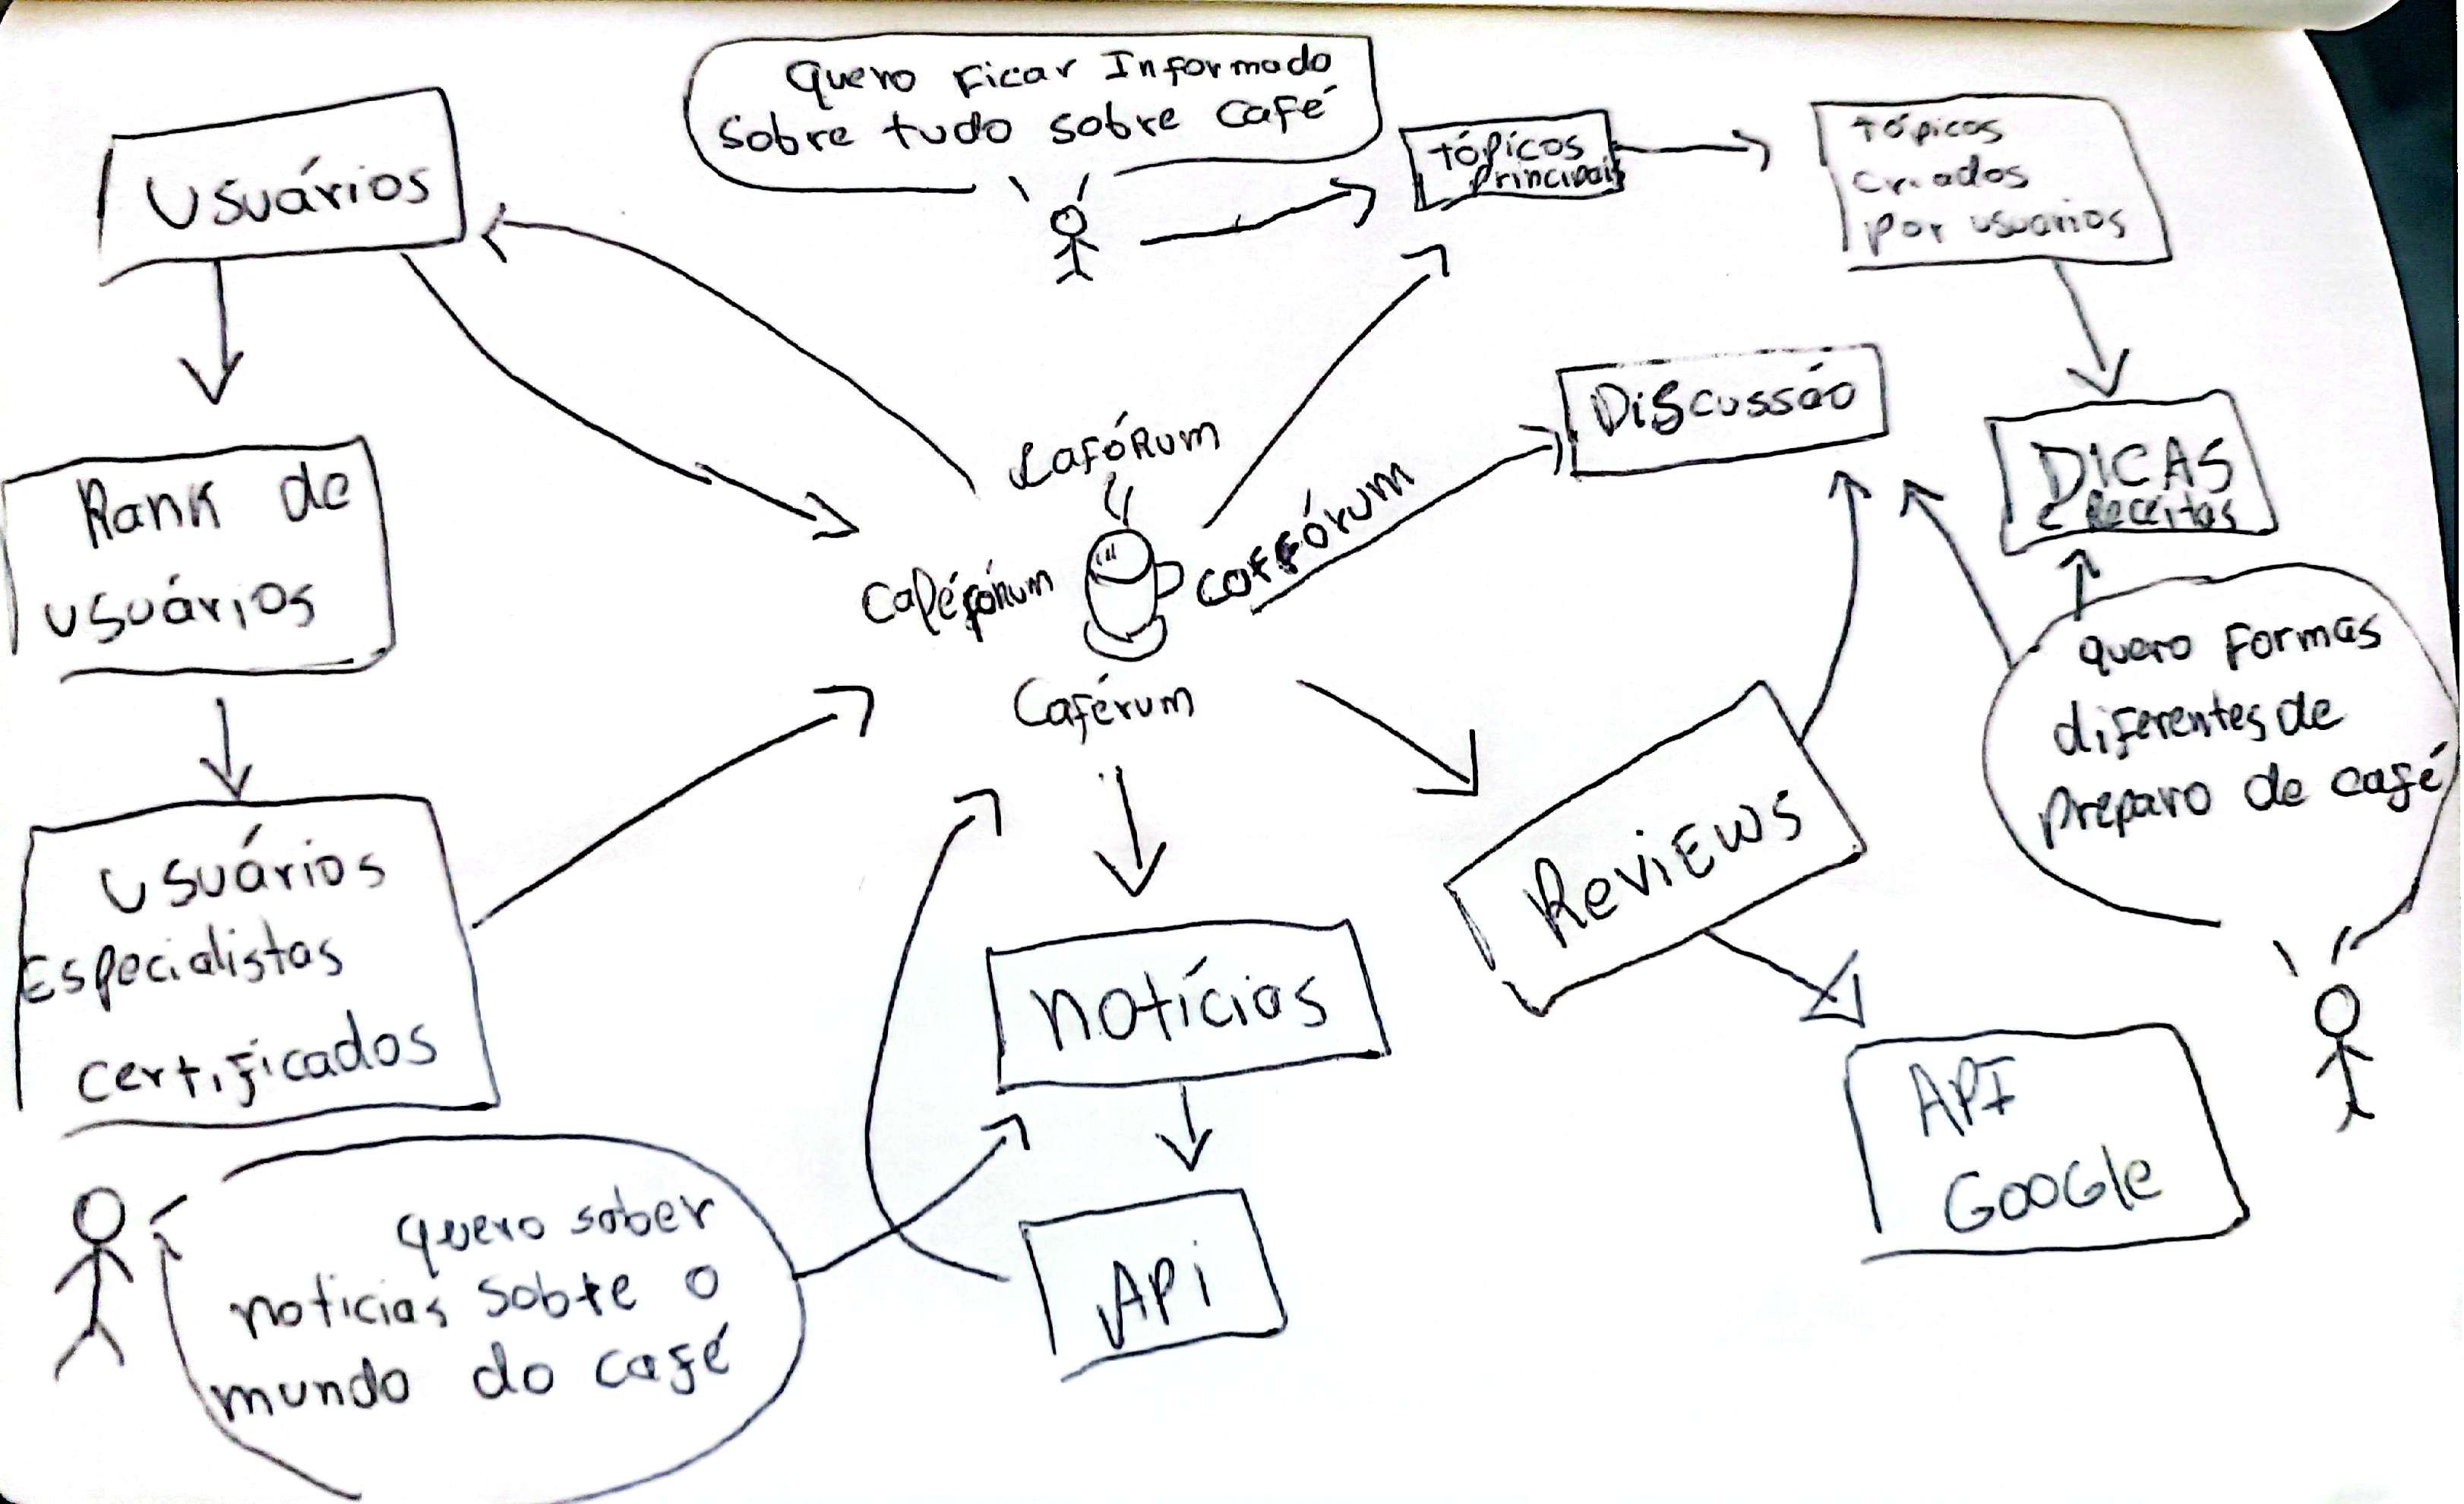 Quero Ficar Informado
Sobre tudo sobre café
Usuários
tópicos
Principais
tópicos
criados
por usuários
Discussão
DICAS
e Receitas
Rank de
usuários
CAFÓRUM
Caféfórum
coffórum
Caférum
quero Formas
diferentes de
Preparo de café
Reviews
Usuários
Especialistas
certificados
notícias
API
GOOGle
quero saber
noticias sobre o
mundo do café
APi